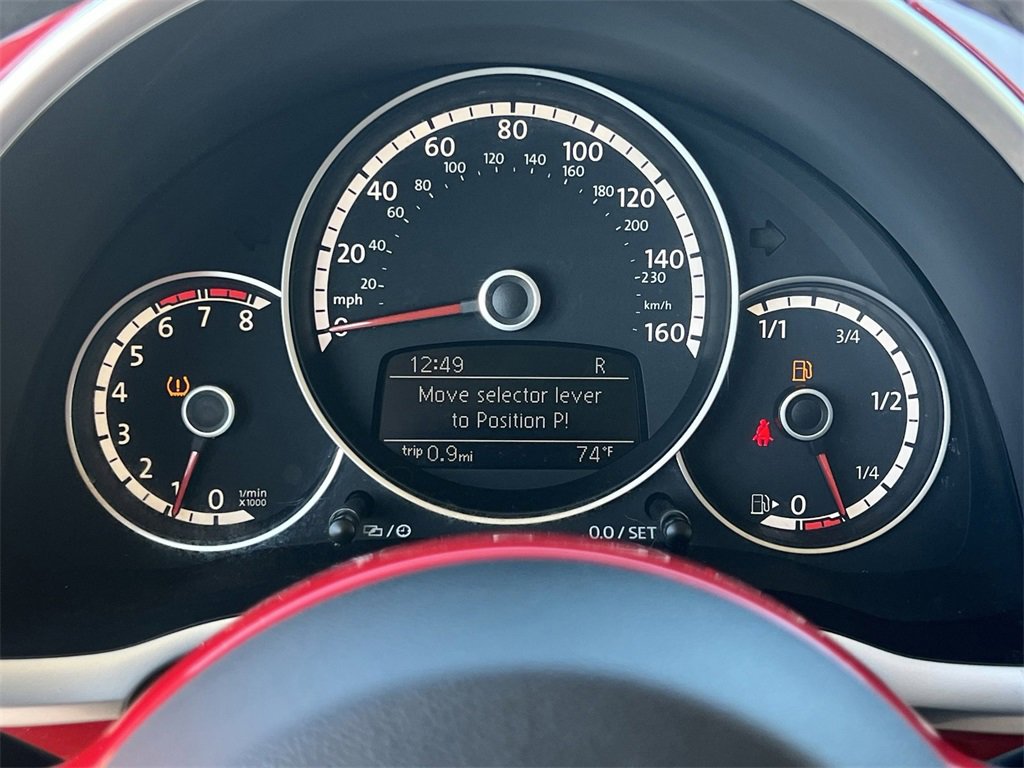 80
60 100
100 120 140 160
40 80 180 120
60 200
20 40 140
20 230
mph km/h
0 160
12:49 R
Move selector lever
to Position P!
trip 0.9mi 74°F
6 7 8
5
4
3
2
1 0 1/min
x1000
1/1 3/4
1/2
1/4
0
/ 0.0/SET